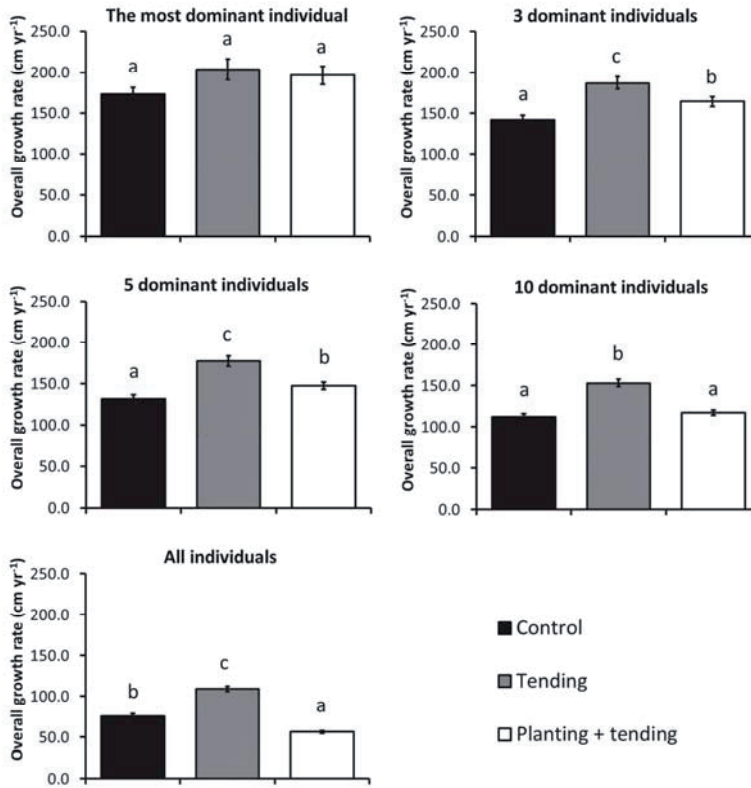 The most dominant individual
Overall growth rate (cm yr⁻¹)
250.0
200.0
150.0
100.0
50.0
0.0
a
a
a
3 dominant individuals
Overall growth rate (cm yr⁻¹)
250.0
200.0
150.0
100.0
50.0
0.0
a
c
b
5 dominant individuals
Overall growth rate (cm yr⁻¹)
250.0
200.0
150.0
100.0
50.0
0.0
a
c
b
10 dominant individuals
Overall growth rate (cm yr⁻¹)
250.0
200.0
150.0
100.0
50.0
0.0
a
b
a
All individuals
Overall growth rate (cm yr⁻¹)
250.0
200.0
150.0
100.0
50.0
0.0
b
c
a
Control
Tending
Planting + tending